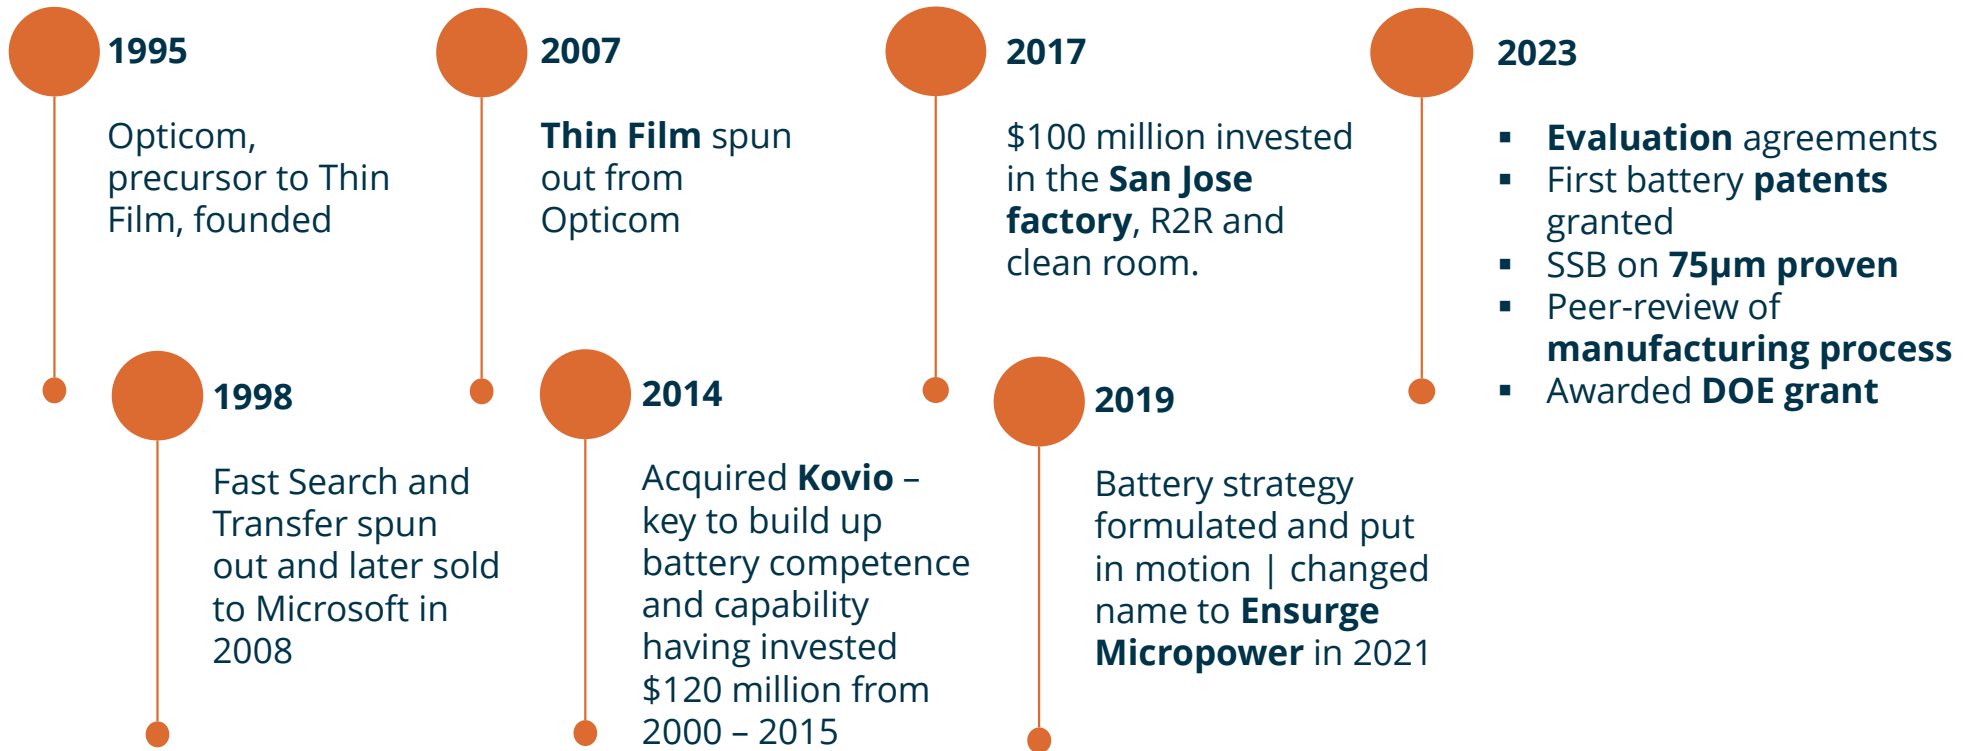 1995
Opticom,
precursor to Thin
Film, founded
1998
Fast Search and
Transfer spun
out and later sold
to Microsoft in
2008
2007
Thin Film spun
out from
Opticom
2014
Acquired Kovio –
key to build up
battery competence
and capability
having invested
$120 million from
2000 – 2015
2017
$100 million invested
in the San Jose
factory, R2R and
clean room.
2019
Battery strategy
formulated and put
in motion | changed
name to Ensurge
Micropower in 2021
2023
▪ Evaluation agreements
▪ First battery patents
granted
▪ SSB on 75µm proven
▪ Peer-review of
manufacturing process
▪ Awarded DOE grant